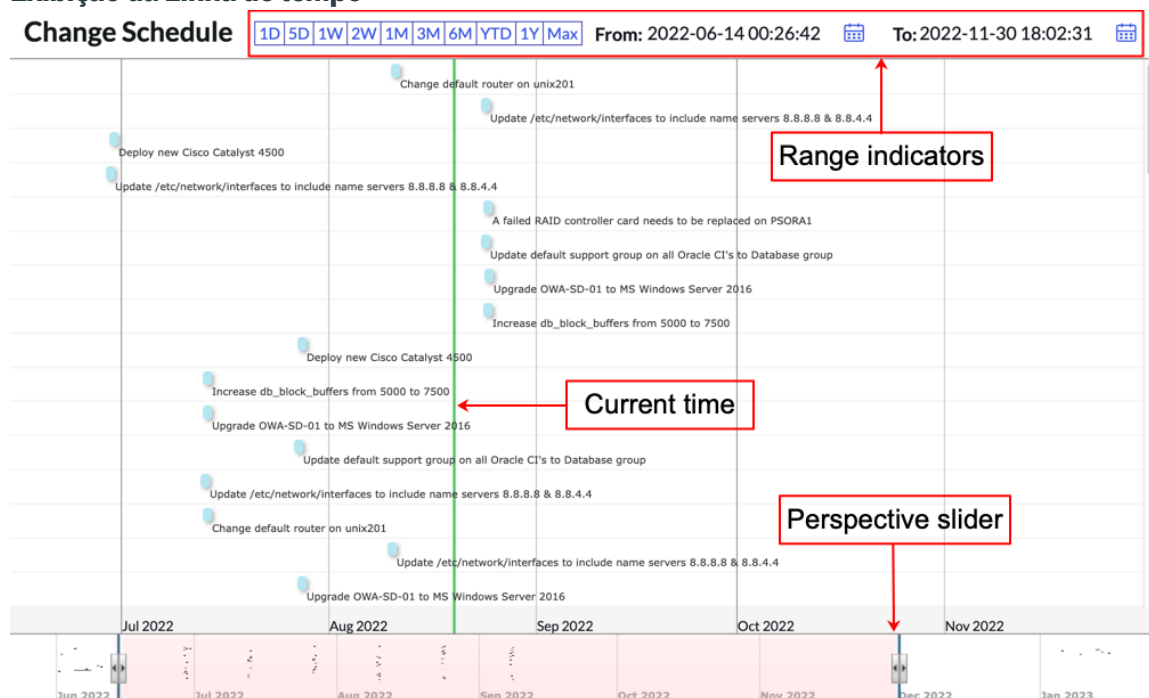 Exibição da Linha do tempo
Change Schedule 1D 5D 1W 2W 1M 3M 6M YTD 1Y Max From: 2022-06-14 00:26:42 To: 2022-11-30 18:02:31
Change default router on unix201
Update /etc/network/interfaces to include name servers 8.8.8.8 & 8.8.4.4
Range indicators
Deploy new Cisco Catalyst 4500
Update /etc/network/interfaces to include name servers 8.8.8.8 & 8.8.4.4
A failed RAID controller card needs to be replaced on PSORA1
Update default support group on all Oracle CI's to Database group
Upgrade OWA-SD-01 to MS Windows Server 2016
Increase db_block_buffers from 5000 to 7500
Deploy new Cisco Catalyst 4500
Increase db_block_buffers from 5000 to 7500
Current time
Upgrade OWA-SD-01 to MS Windows Server 2016
Update default support group on all Oracle CI's to Database group
Update /etc/network/interfaces to include name servers 8.8.8.8 & 8.8.4.4
Perspective slider
Change default router on unix201
Update /etc/network/interfaces to include name servers 8.8.8.8 & 8.8.4.4
Upgrade OWA-SD-01 to MS Windows Server 2016
Jul 2022 Aug 2022 Sep 2022 Oct 2022 Nov 2022
Jun 2022 Jul 2022 Aug 2022 Sep 2022 Oct 2022 Nov 2022 Dec 2022 Jan 2023